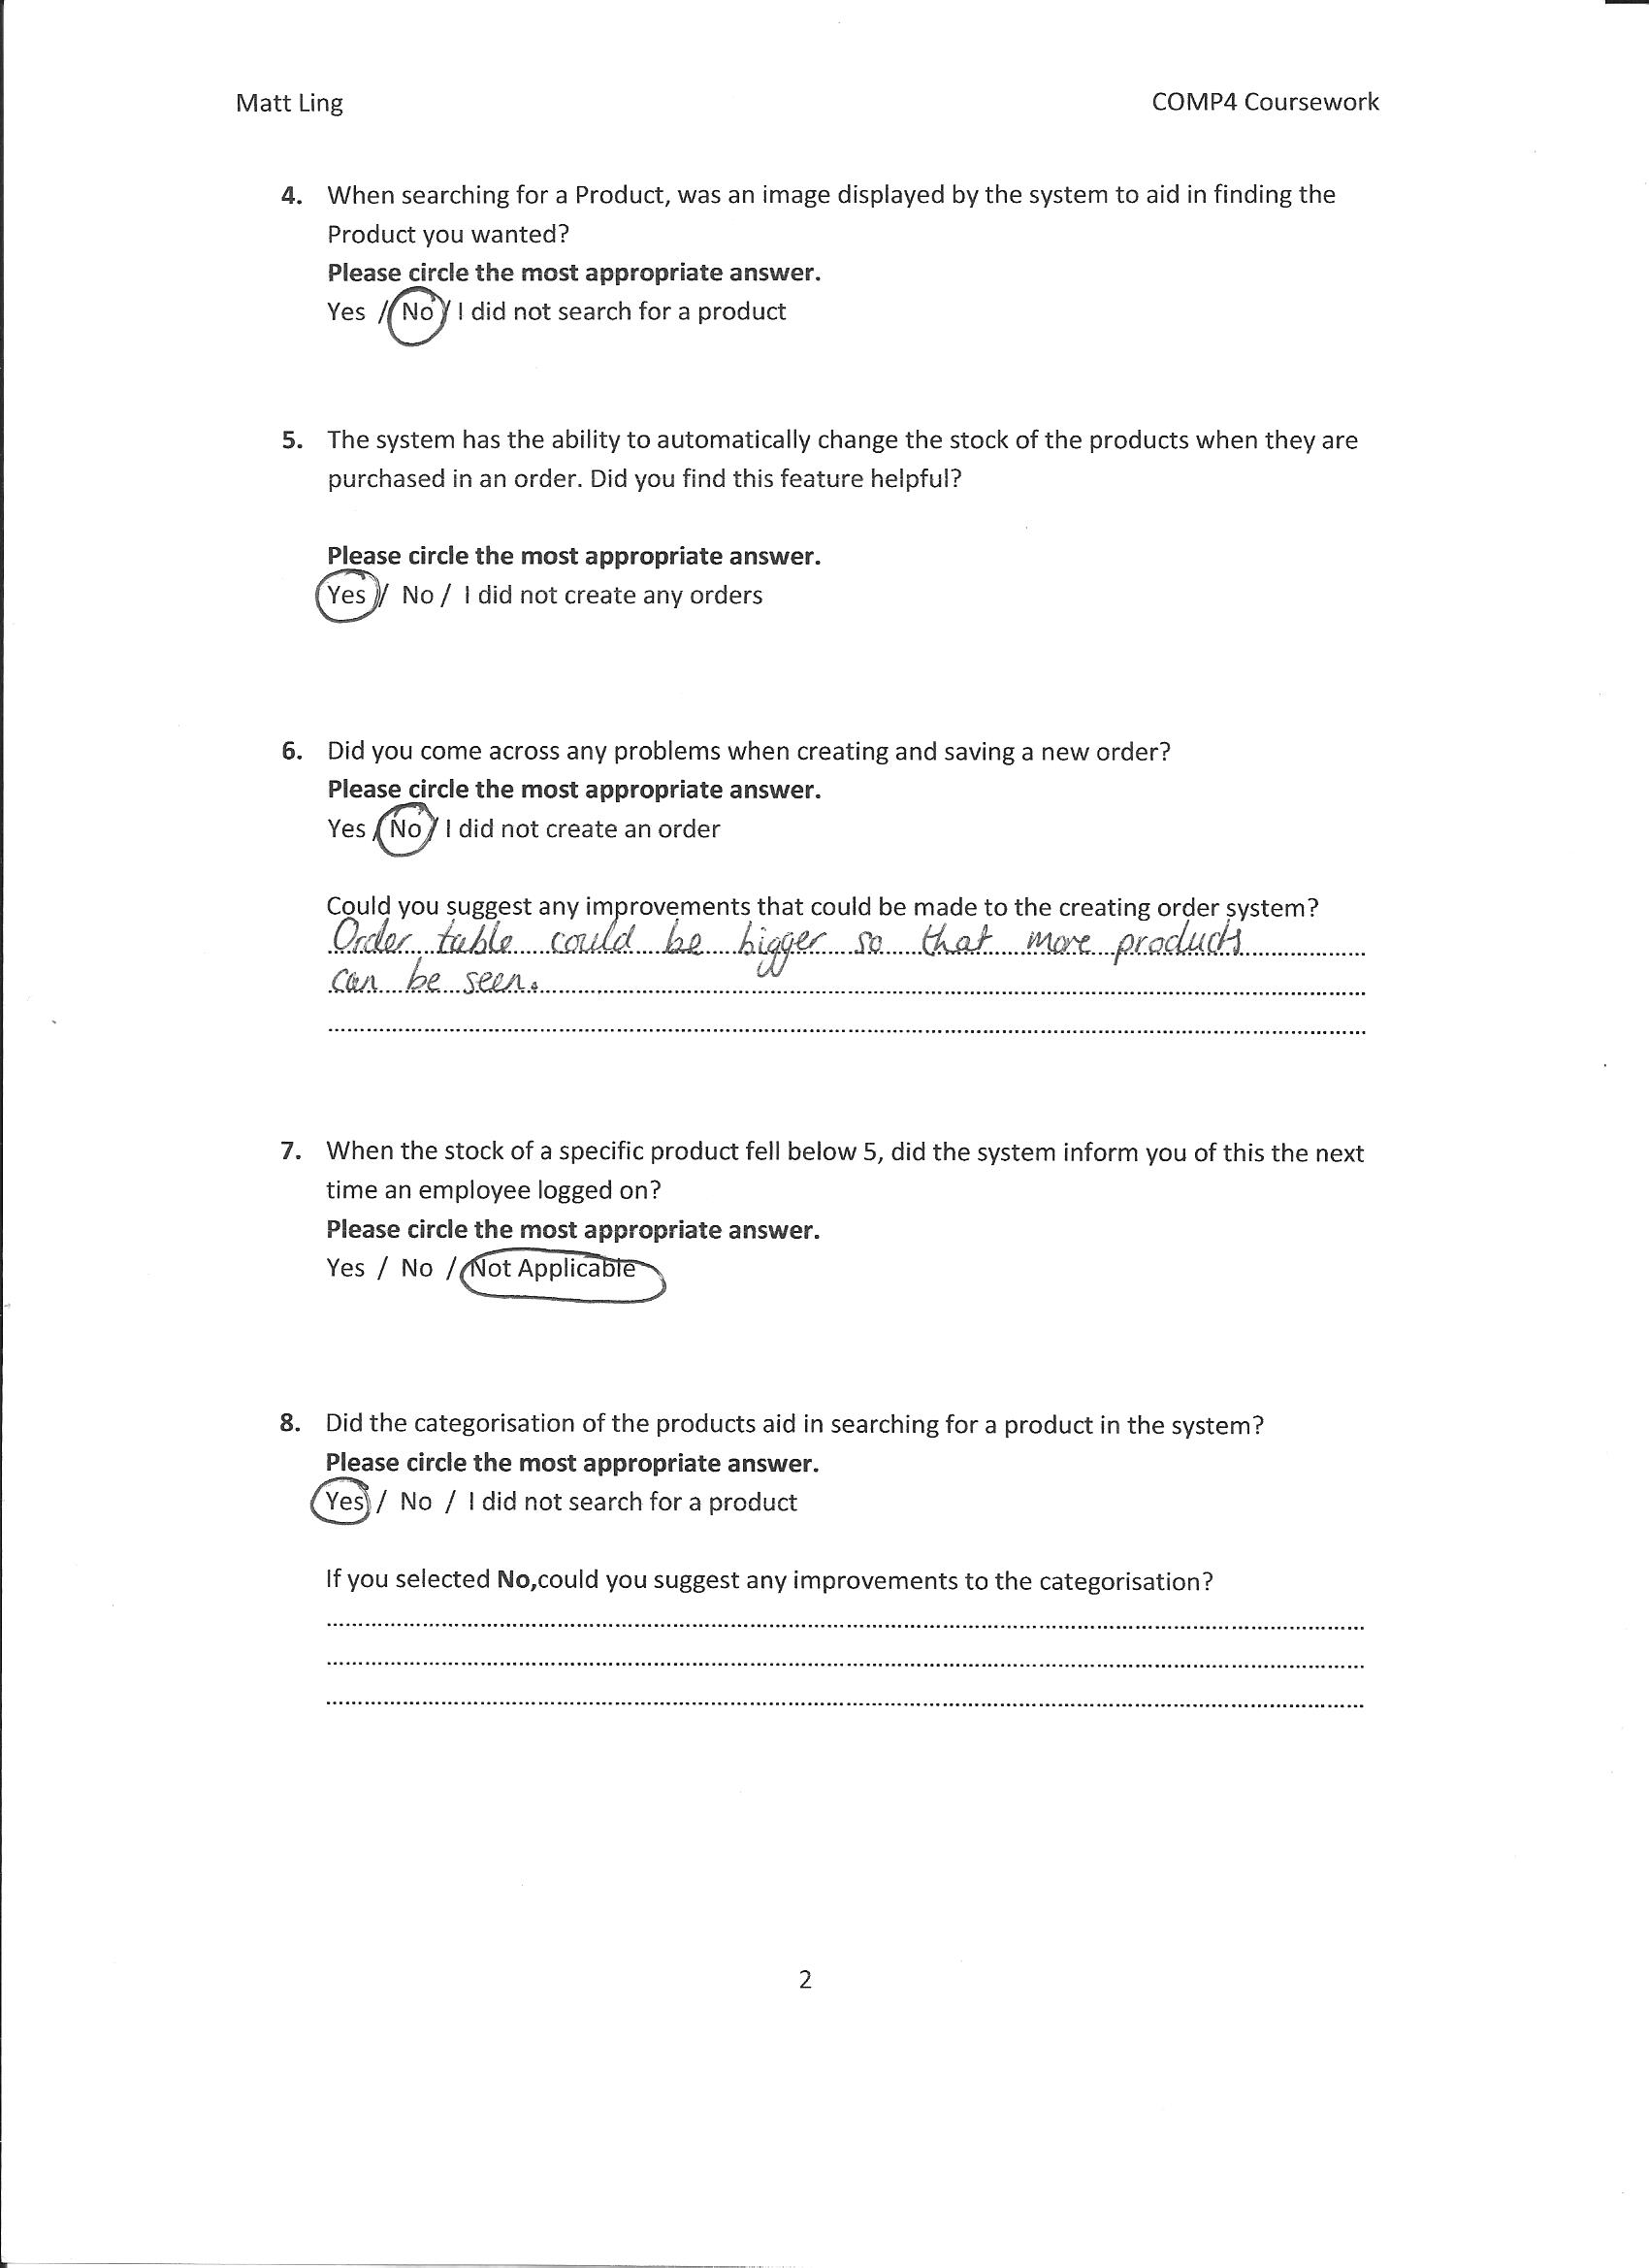 Matt Ling
COMP4 Coursework
4. When searching for a Product, was an image displayed by the system to aid in finding the
Product you wanted?
Please circle the most appropriate answer.
Yes / No / I did not search for a product
5. The system has the ability to automatically change the stock of the products when they are
purchased in an order. Did you find this feature helpful?
Please circle the most appropriate answer.
Yes / No / I did not create any orders
6. Did you come across any problems when creating and saving a new order?
Please circle the most appropriate answer.
Yes / No / I did not create an order
Could you suggest any improvements that could be made to the creating order system?
Order table could be bigger so that more products
can be seen.
7. When the stock of a specific product fell below 5, did the system inform you of this the next
time an employee logged on?
Please circle the most appropriate answer.
Yes / No / Not Applicable
8. Did the categorisation of the products aid in searching for a product in the system?
Please circle the most appropriate answer.
Yes / No / I did not search for a product
If you selected No,could you suggest any improvements to the categorisation?
2